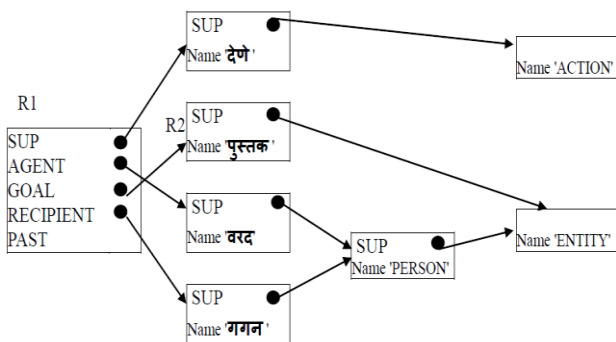 SUP
Name 'देणे '
Name 'ACTION'
R1
SUP
AGENT
GOAL
RECIPIENT
PAST
R2
SUP
Name 'पुस्तक '
SUP
Name 'वरद'
SUP
Name 'PERSON'
Name 'ENTITY'
SUP
Name 'गगन '